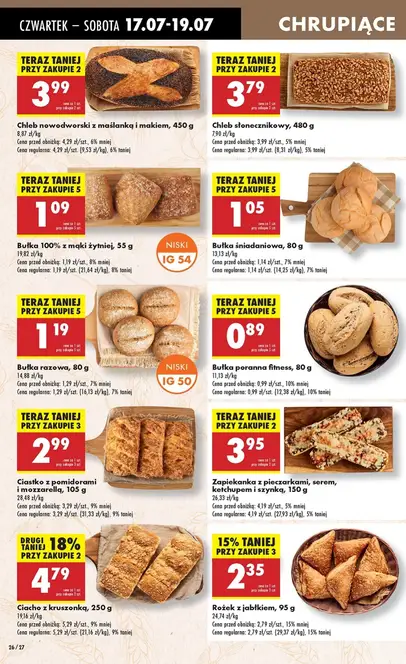 CZWARTEK – SOBOTA 17.07-19.07
CHRUPIĄCE
TERAZ TANIEJ
PRZY ZAKUPIE 2
3 99
Chleb nowodworski z maślanką i makiem, 450 g
8,87 zł/kg
Cena przed obniżką: 4,29 zł/szt., 6% mniej
Cena regularna: 4,29 zł/szt. (9,53 zł/kg), 6% taniej
TERAZ TANIEJ
PRZY ZAKUPIE 2
3 79
Chleb słonecznikowy, 480 g
7,90 zł/kg
Cena przed obniżką: 3,99 zł/szt., 5% mniej
Cena regularna: 3,99 zł/szt. (8,31 zł/kg), 5% taniej
TERAZ TANIEJ
PRZY ZAKUPIE 5
1 09
NISKI
IG 54
Bułka 100% z mąki żytniej, 55 g
19,82 zł/kg
Cena przed obniżką: 1,19 zł/szt., 8% mniej
Cena regularna: 1,19 zł/szt. (21,64 zł/kg), 8% taniej
TERAZ TANIEJ
PRZY ZAKUPIE 5
1 05
Bułka śniadaniowa, 80 g
13,13 zł/kg
Cena przed obniżką: 1,14 zł/szt., 7% mniej
Cena regularna: 1,14 zł/szt. (14,25 zł/kg), 7% taniej
TERAZ TANIEJ
PRZY ZAKUPIE 5
1 19
NISKI
IG 50
Bułka razowa, 80 g
14,88 zł/kg
Cena przed obniżką: 1,29 zł/szt., 7% mniej
Cena regularna: 1,29 zł/szt. (16,13 zł/kg), 7% taniej
TERAZ TANIEJ
PRZY ZAKUPIE 5
0 89
Bułka poranna fitness, 80 g
11,13 zł/kg
Cena przed obniżką: 0,99 zł/szt., 10% mniej
Cena regularna: 0,99 zł/szt. (12,38 zł/kg), 10% taniej
TERAZ TANIEJ
PRZY ZAKUPIE 3
2 99
Ciastko z pomidorami
i mozzarellą, 105 g
28,48 zł/kg
Cena przed obniżką: 3,29 zł/szt., 9% mniej
Cena regularna: 3,29 zł/szt. (31,33 zł/kg), 9% taniej
TERAZ TANIEJ
PRZY ZAKUPIE 2
3 95
Zapiekanka z pieczarkami, serem,
ketchupem i szynką, 150 g
26,33 zł/kg
Cena przed obniżką: 4,19 zł/szt., 5% mniej
Cena regularna: 4,19 zł/szt. (27,93 zł/kg), 5% taniej
DRUGI TANIEJ 18%
PRZY ZAKUPIE 2
4 79
Ciacho z kruszonką, 250 g
19,16 zł/kg
Cena przed obniżką: 5,29 zł/szt., 9% mniej
Cena regularna: 5,29 zł/szt. (21,16 zł/kg), 9% taniej
15% TANIEJ
PRZY ZAKUPIE 3
2 35
Rożek z jabłkiem, 95 g
24,74 zł/kg
Cena przed obniżką: 2,79 zł/szt., 15% mniej
Cena regularna: 2,79 zł/szt. (29,37 zł/kg), 15% taniej
26/27